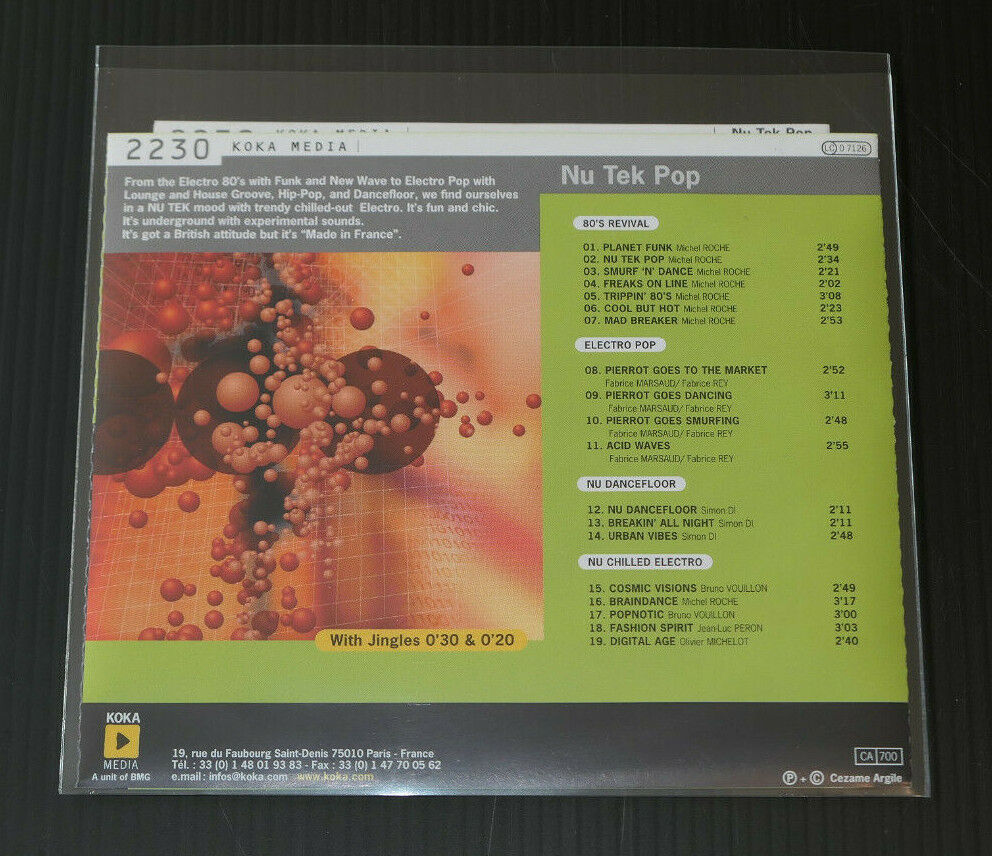 2230 KOKA MEDIA Nu Tek Pop
2230 KOKA MEDIA
LC 0 7126
From the Electro 80's with Funk and New Wave to Electro Pop with
Lounge and House Groove, Hip-Pop, and Dancefloor, we find ourselves
in a NU TEK mood with trendy chilled-out Electro. It's fun and chic.
It's underground with experimental sounds.
It's got a British attitude but it's "Made in France".
Nu Tek Pop
80'S REVIVAL
01. PLANET FUNK Michel ROCHE 2'49
02. NU TEK POP Michel ROCHE 2'34
03. SMURF 'N' DANCE Michel ROCHE 2'21
04. FREAKS ON LINE Michel ROCHE 2'02
05. TRIPPIN' 80'S Michel ROCHE 3'08
06. COOL BUT HOT Michel ROCHE 2'23
07. MAD BREAKER Michel ROCHE 2'53
ELECTRO POP
08. PIERROT GOES TO THE MARKET 2'52
Fabrice MARSAUD/ Fabrice REY
09. PIERROT GOES DANCING 3'11
Fabrice MARSAUD/ Fabrice REY
10. PIERROT GOES SMURFING 2'48
Fabrice MARSAUD/ Fabrice REY
11. ACID WAVES 2'55
Fabrice MARSAUD/ Fabrice REY
NU DANCEFLOOR
12. NU DANCEFLOOR Simon DI 2'11
13. BREAKIN' ALL NIGHT Simon DI 2'11
14. URBAN VIBES Simon DI 2'48
NU CHILLED ELECTRO
15. COSMIC VISIONS Bruno VOUILLON 2'49
16. BRAINDANCE Michel ROCHE 3'17
17. POPNOTIC Bruno VOUILLON 3'00
18. FASHION SPIRIT Jean-Luc PERON 3'03
19. DIGITAL AGE Olivier MICHELOT 2'40
With Jingles 0'30 & 0'20
KOKA
MEDIA
A unit of BMG
19, rue du Faubourg Saint-Denis 75010 Paris - France
Tél. : 33 (0) 1 48 01 93 83 - Fax : 33 (0) 1 47 70 05 62
e.mail : infos@koka.com www.koka.com
CA 700
Ⓟ + © Cezame Argile